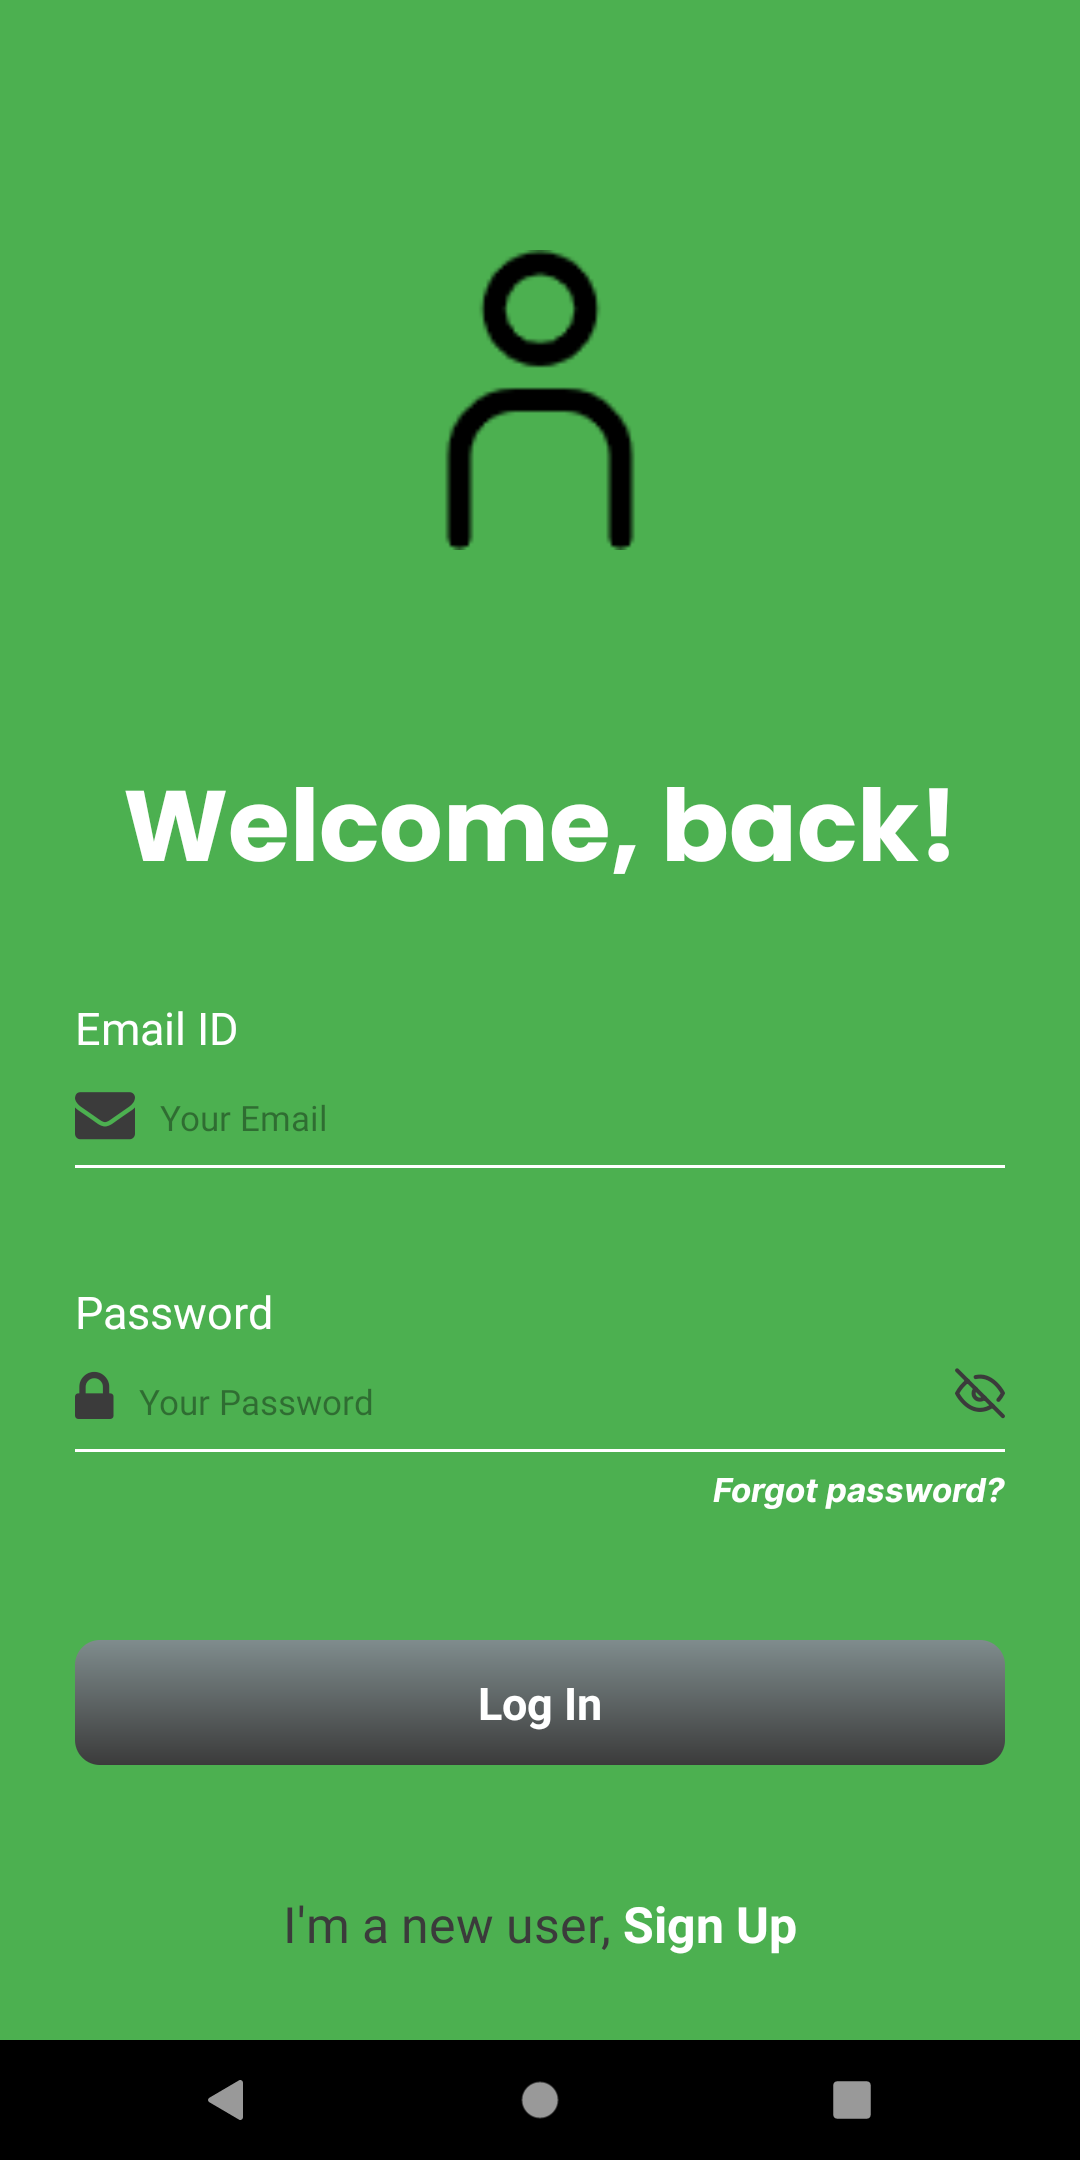 Welcome, back!
Email ID
Your Email
Password
Your Password
Forgot password?
Log In
I'm a new user, Sign Up